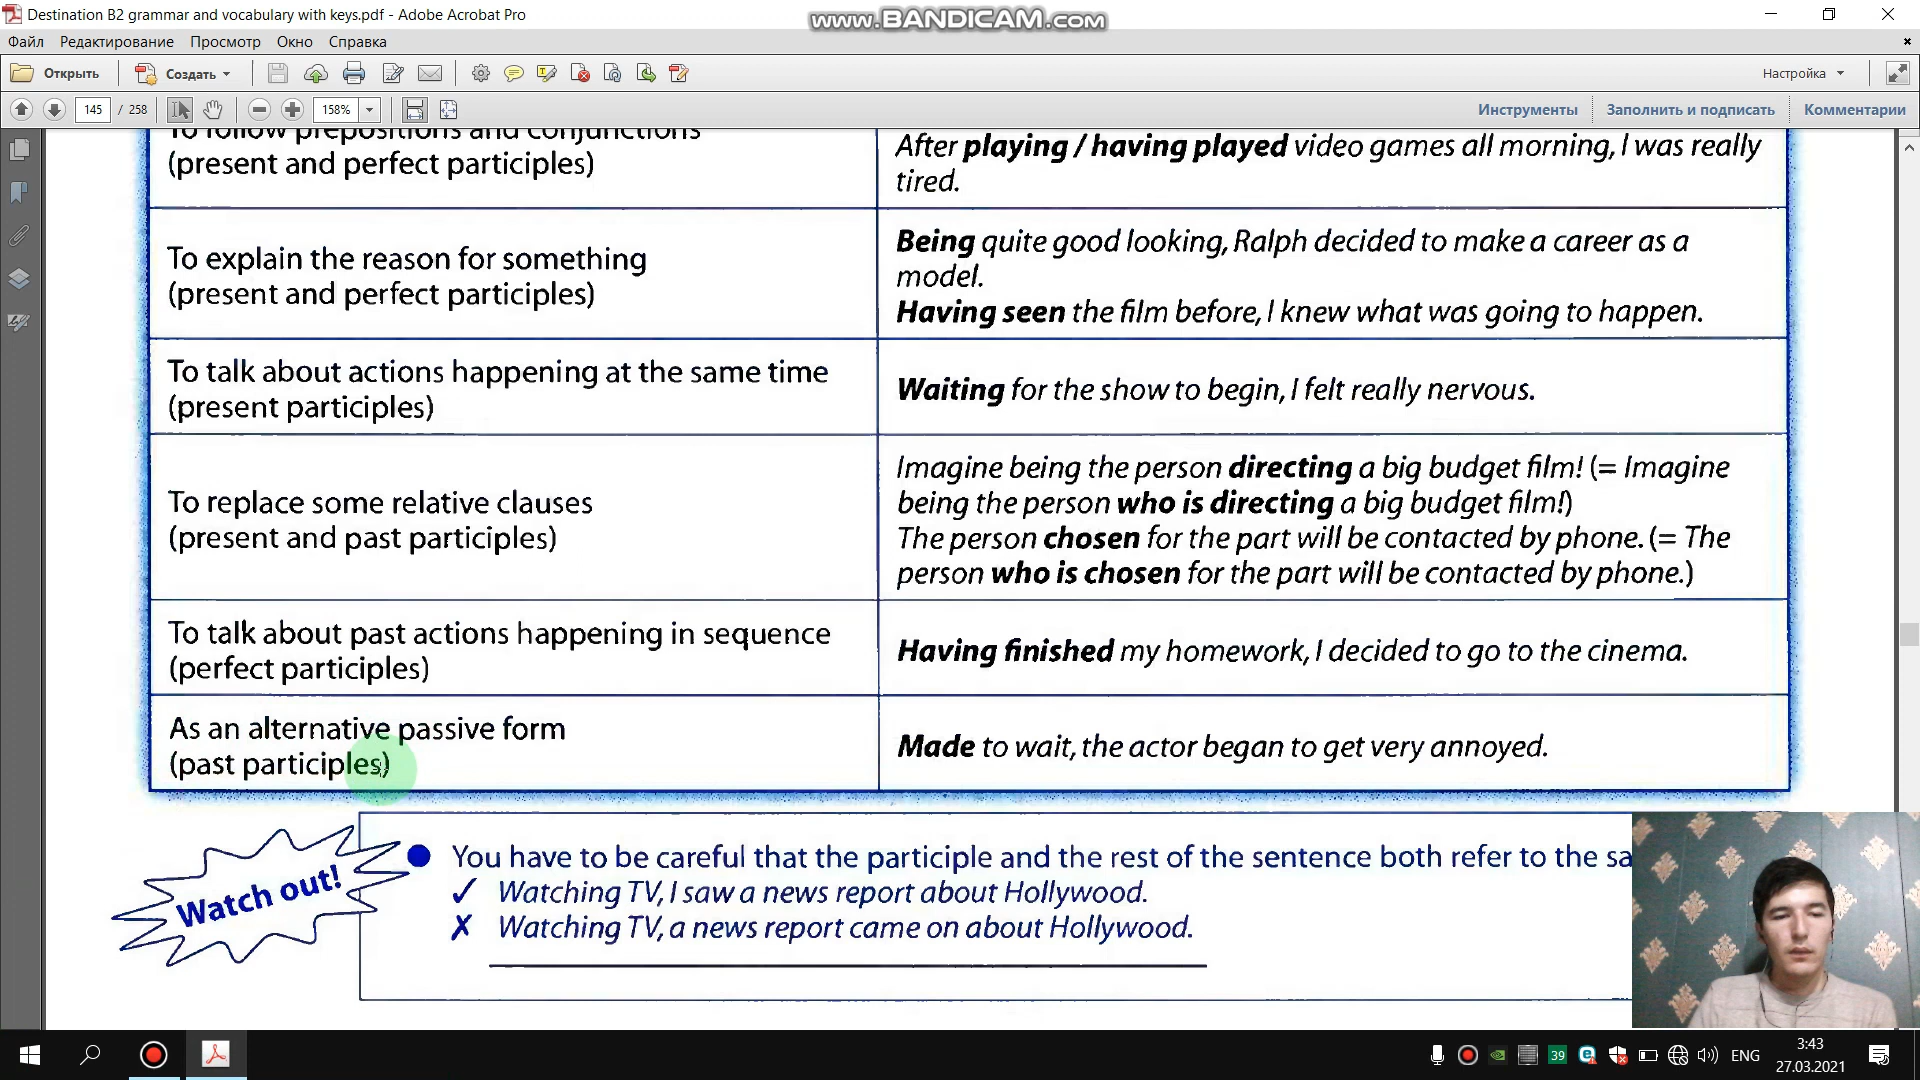 Destination B2 grammar and vocabulary with keys.pdf - Adobe Acrobat Pro
www.BANDICAM.com
Файл Редактирование Просмотр Окно Справка
Открыть Создать Настройка
145 / 258 158% Инструменты Заполнить и подписать Комментарии
To follow prepositions and conjunctions
(present and perfect participles)
After playing / having played video games all morning, I was really
tired.
To explain the reason for something
(present and perfect participles)
Being quite good looking, Ralph decided to make a career as a
model.
Having seen the film before, I knew what was going to happen.
To talk about actions happening at the same time
(present participles)
Waiting for the show to begin, I felt really nervous.
To replace some relative clauses
(present and past participles)
Imagine being the person directing a big budget film! (= Imagine
being the person who is directing a big budget film!)
The person chosen for the part will be contacted by phone. (= The
person who is chosen for the part will be contacted by phone.)
To talk about past actions happening in sequence
(perfect participles)
Having finished my homework, I decided to go to the cinema.
As an alternative passive form
(past participles)
Made to wait, the actor began to get very annoyed.
Watch out!
● You have to be careful that the participle and the rest of the sentence both refer to the sa
✓ Watching TV, I saw a news report about Hollywood.
✗ Watching TV, a news report came on about Hollywood.
39 ENG 3:43
27.03.2021